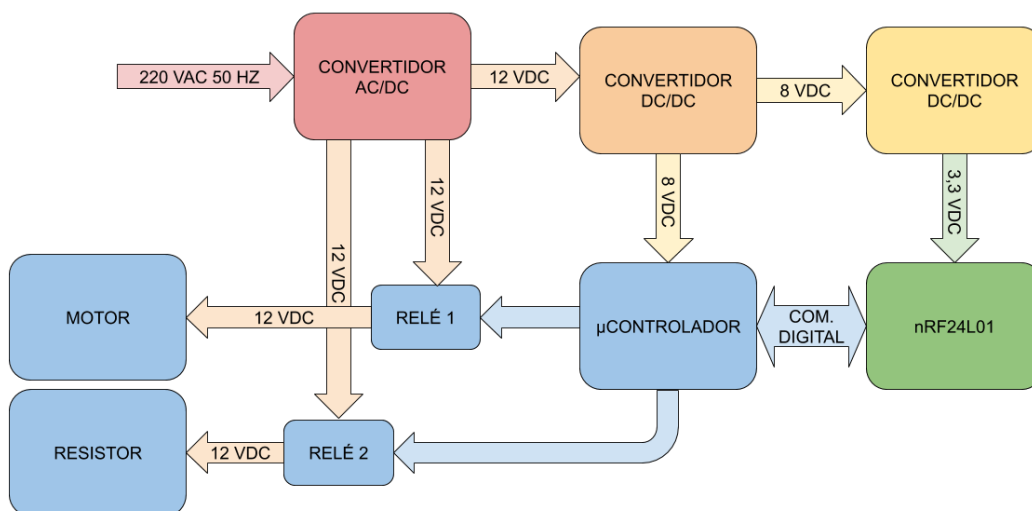 220 VAC 50 HZ
CONVERTIDOR
AC/DC
12 VDC
CONVERTIDOR
DC/DC
8 VDC
CONVERTIDOR
DC/DC
12 VDC
12 VDC
8 VDC
3,3 VDC
MOTOR
12 VDC
RELÉ 1
µCONTROLADOR
COM.
DIGITAL
nRF24L01
RESISTOR
12 VDC
RELÉ 2